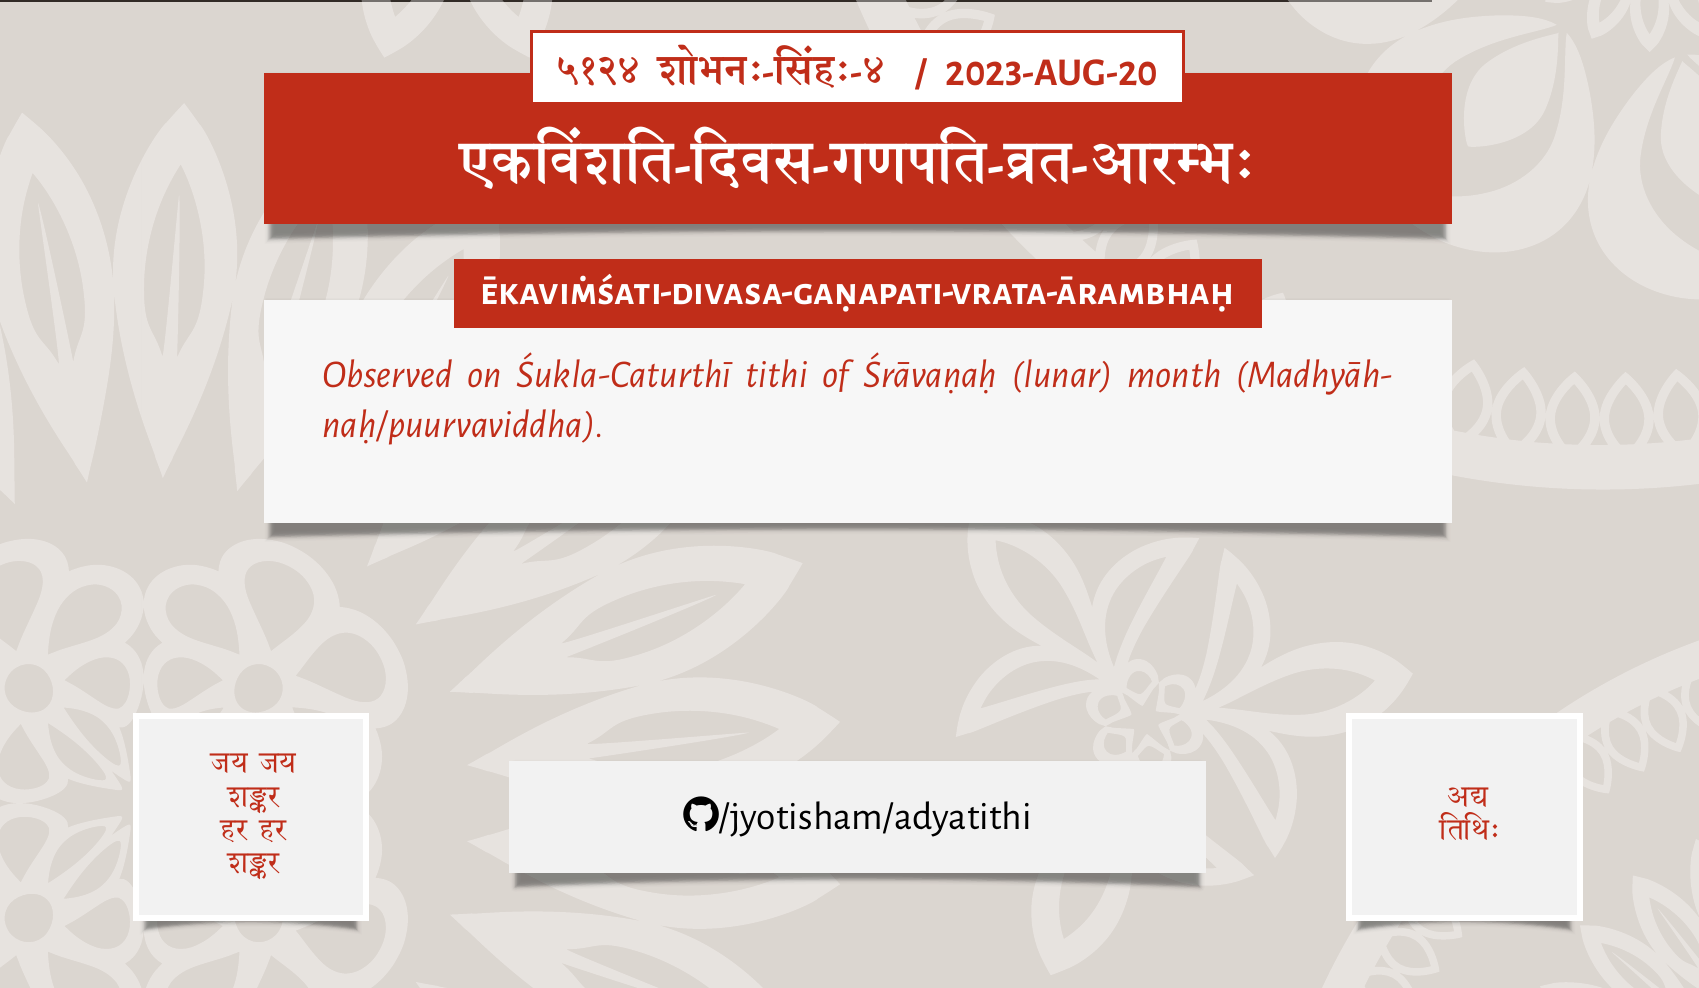 ५१२४ शोभनः-सिंहः-४ / 2023-AUG-20
एकविंशति-दिवस-गणपति-व्रत-आरम्भः
ĒKAVIṀŚATI-DIVASA-GAṆAPATI-VRATA-ĀRAMBHAḤ
Observed on Śukla-Caturthī tithi of Śrāvaṇaḥ (lunar) month (Madhyāh-
naḥ/puurvaviddha).
जय जय
शङ्कर
हर हर
शङ्कर
/jyotisham/adyatithi
अद्य
तिथिः